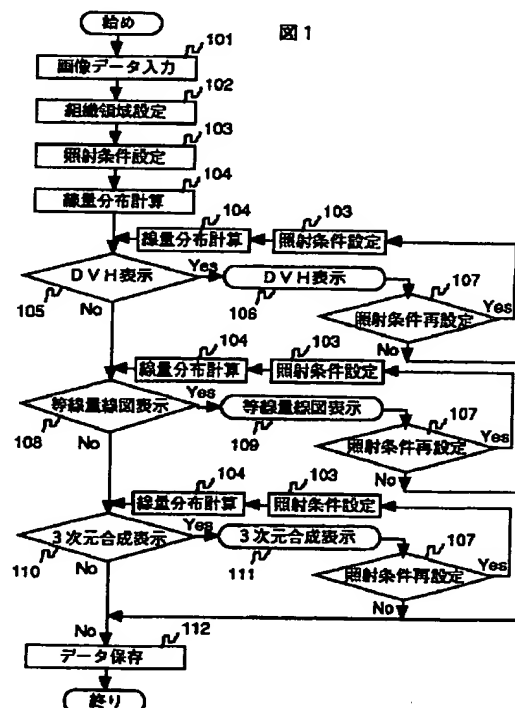 始め
図1
101
画像データ入力
102
組織領域設定
103
照射条件設定
104
線量分布計算
104
103
線量分布計算
照射条件設定
DVH表示
Yes
DVH表示
107
105
No
106
照射条件再設定
Yes
No
104
103
線量分布計算
照射条件設定
等線量線図表示
Yes
等線量線図表示
107
108
No
109
照射条件再設定
Yes
No
104
103
線量分布計算
照射条件設定
3次元合成表示
Yes
3次元合成表示
107
110
No
111
照射条件再設定
Yes
No
No
112
データ保存
終り